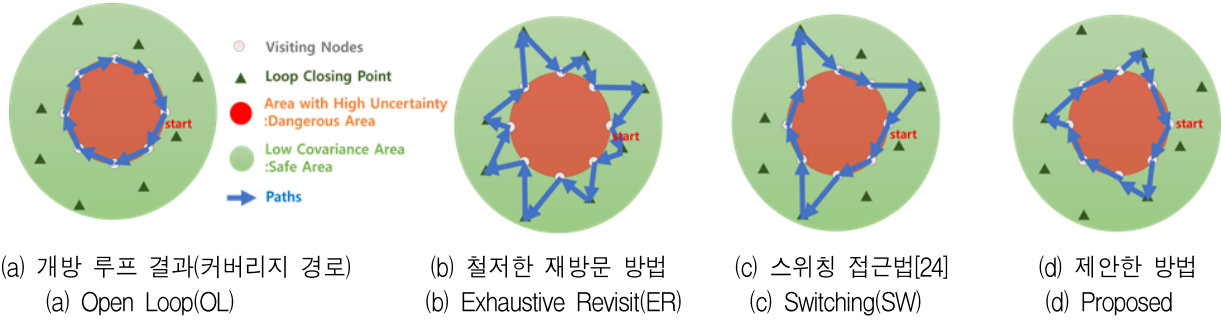 start
Visiting Nodes
Loop Closing Point
Area with High Uncertainty
:Dangerous Area
Low Covariance Area
:Safe Area
Paths
start
start
start
(a) 개방 루프 결과(커버리지 경로)
(a) Open Loop(OL)
(b) 철저한 재방문 방법
(b) Exhaustive Revisit(ER)
(c) 스위칭 접근법[24]
(c) Switching(SW)
(d) 제안한 방법
(d) Proposed